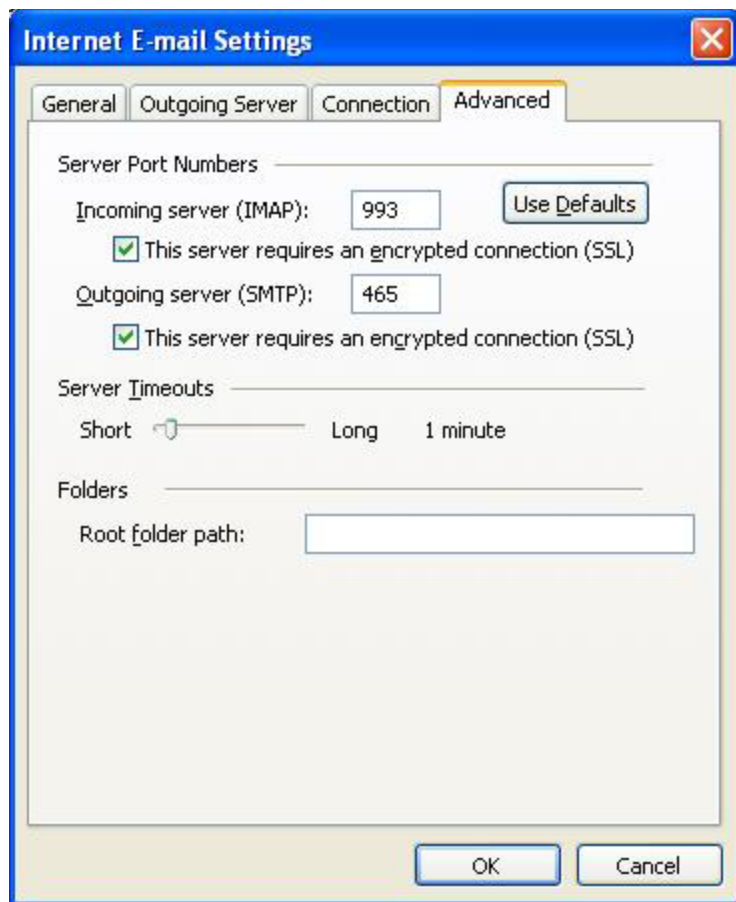 Internet E-mail Settings
General Outgoing Server Connection Advanced
Server Port Numbers
Incoming server (IMAP): 993 Use Defaults
This server requires an encrypted connection (SSL)
Outgoing server (SMTP): 465
This server requires an encrypted connection (SSL)
Server Timeouts
Short Long 1 minute
Folders
Root folder path:
OK Cancel